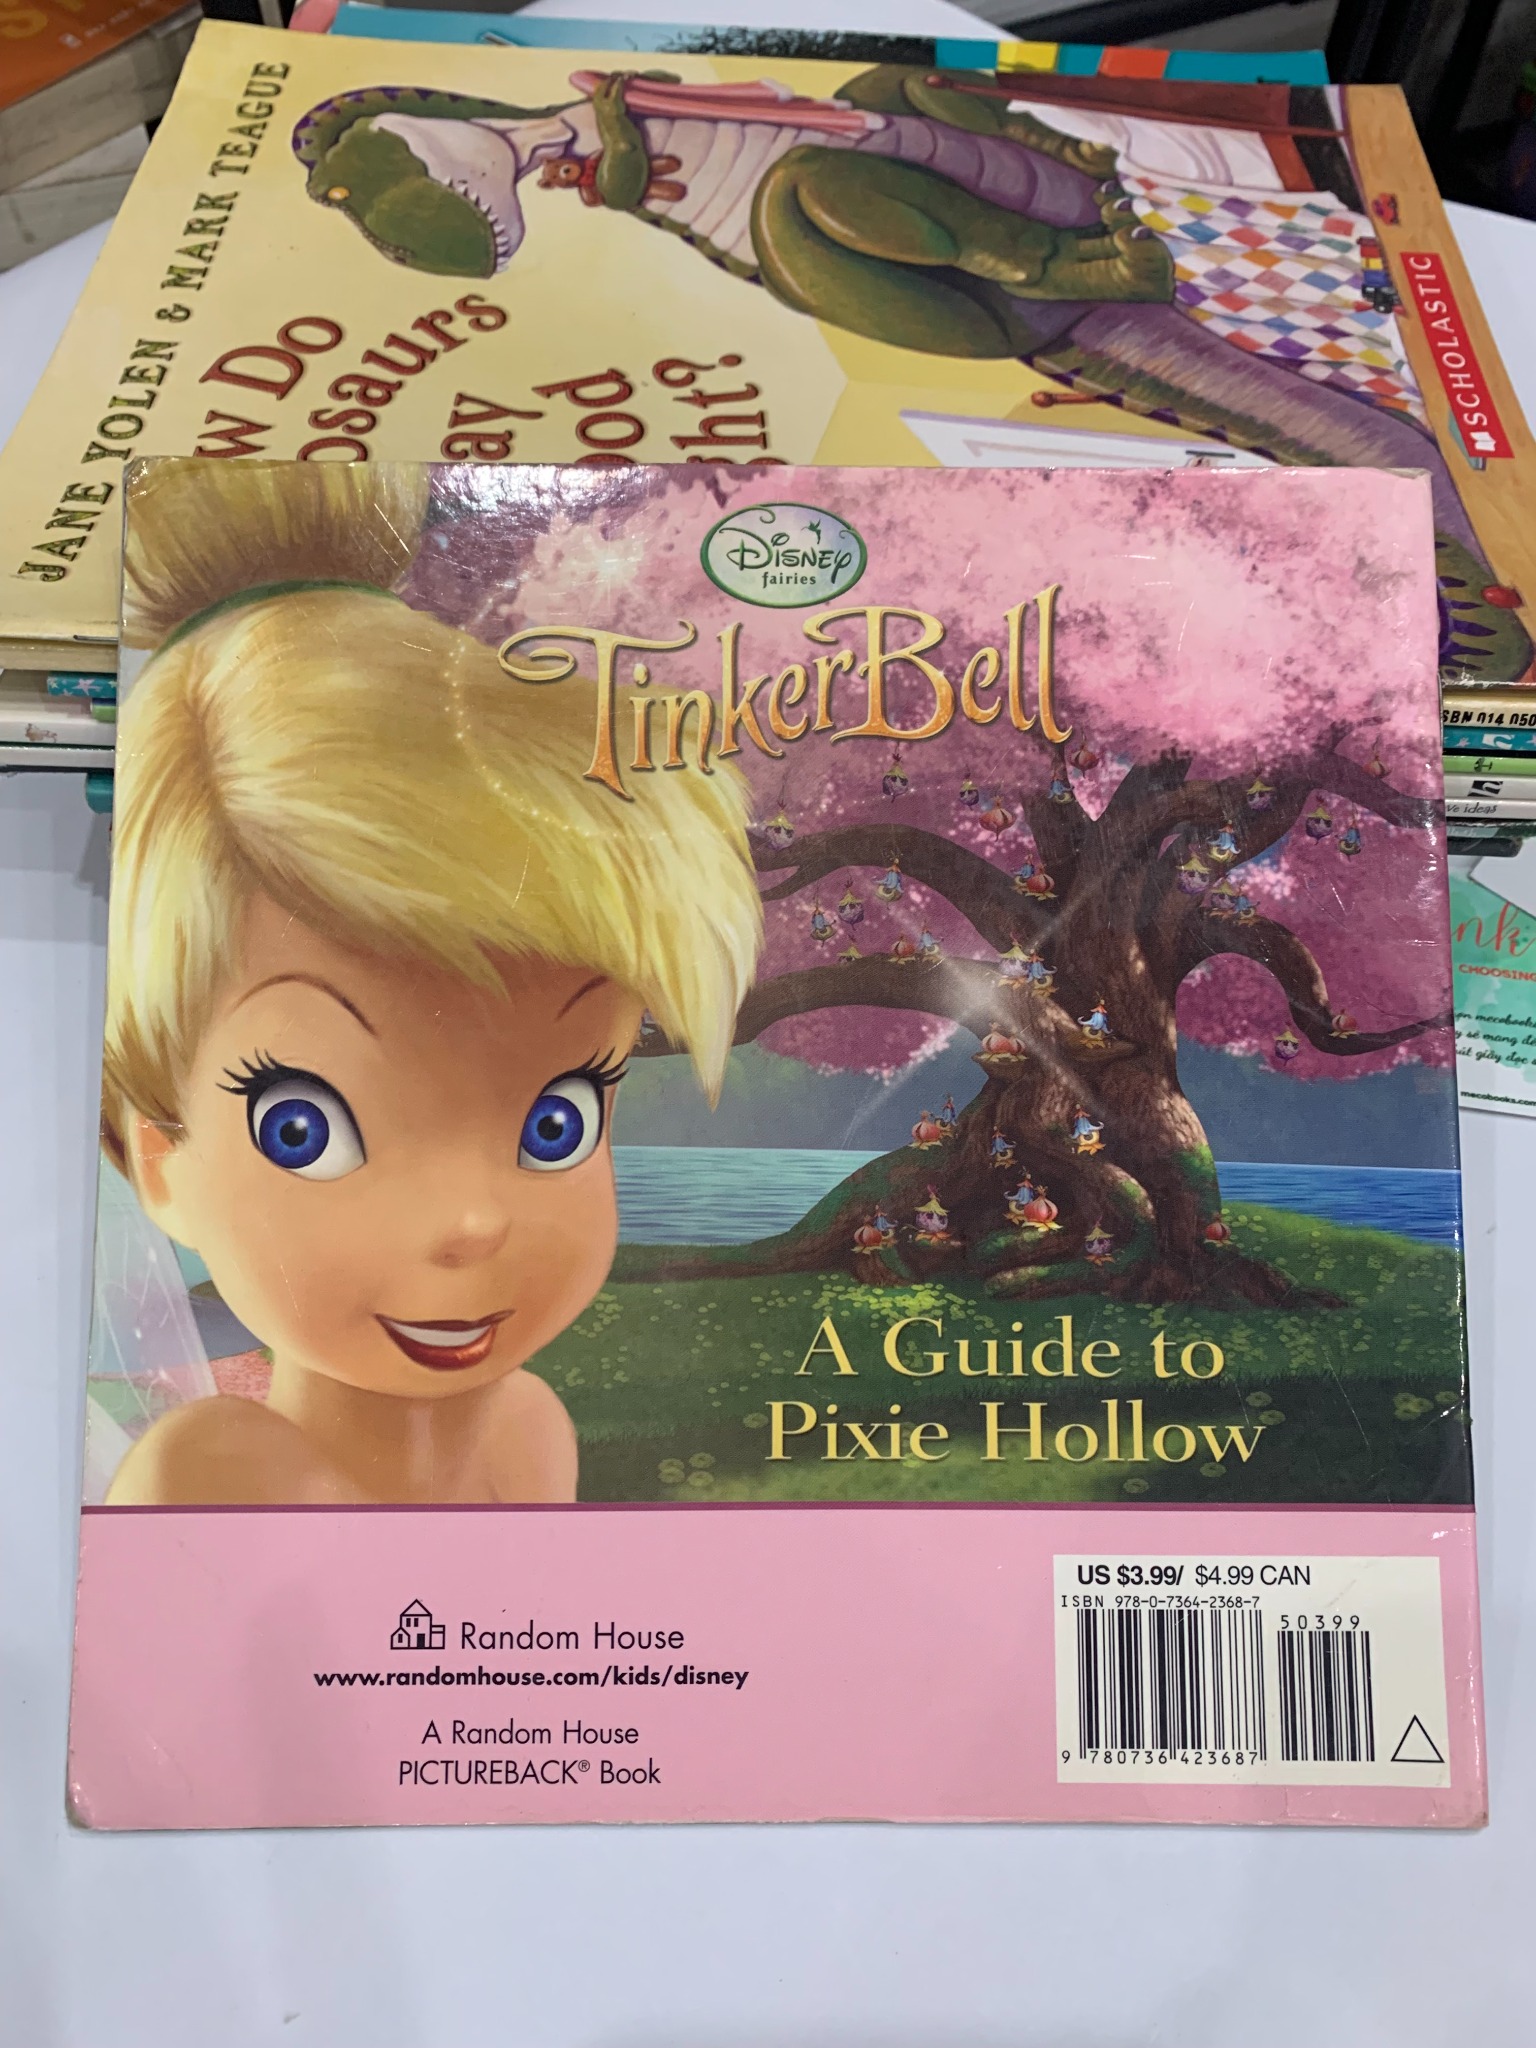 JANE YOLEN & MARK TEAGUE
Do
SCHOLASTIC
Disney
fairies
TinkerBell
A Guide to
Pixie Hollow
Random House
www.randomhouse.com/kids/disney
A Random House
PICTUREBACK® Book
US $3.99/ $4.99 CAN
ISBN 978-0-7364-2368-7
50399
9 780736 423687
CHOOSING